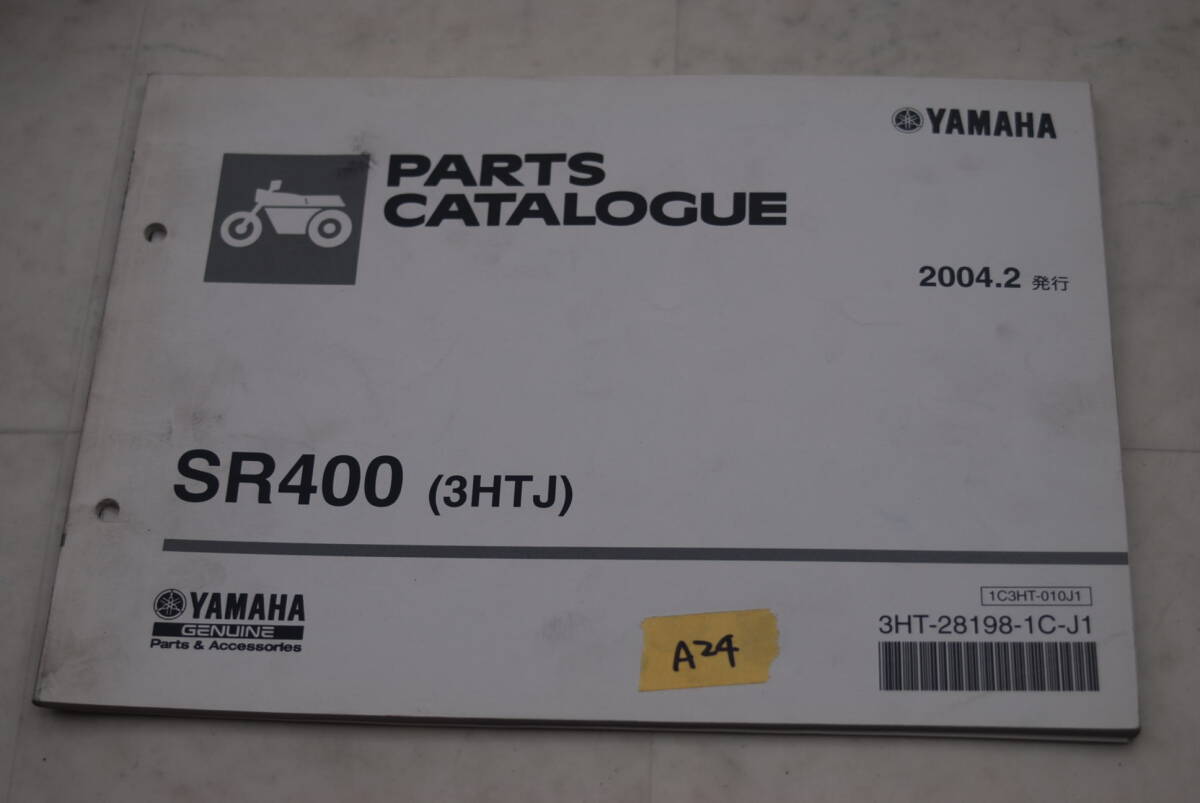 YAMAHA
PARTS
CATALOGUE
2004.2 発行
SR400 (3HTJ)
YAMAHA
GENUINE
Parts & Accessories
A24
1C3HT-010J1
3HT-28198-1C-J1